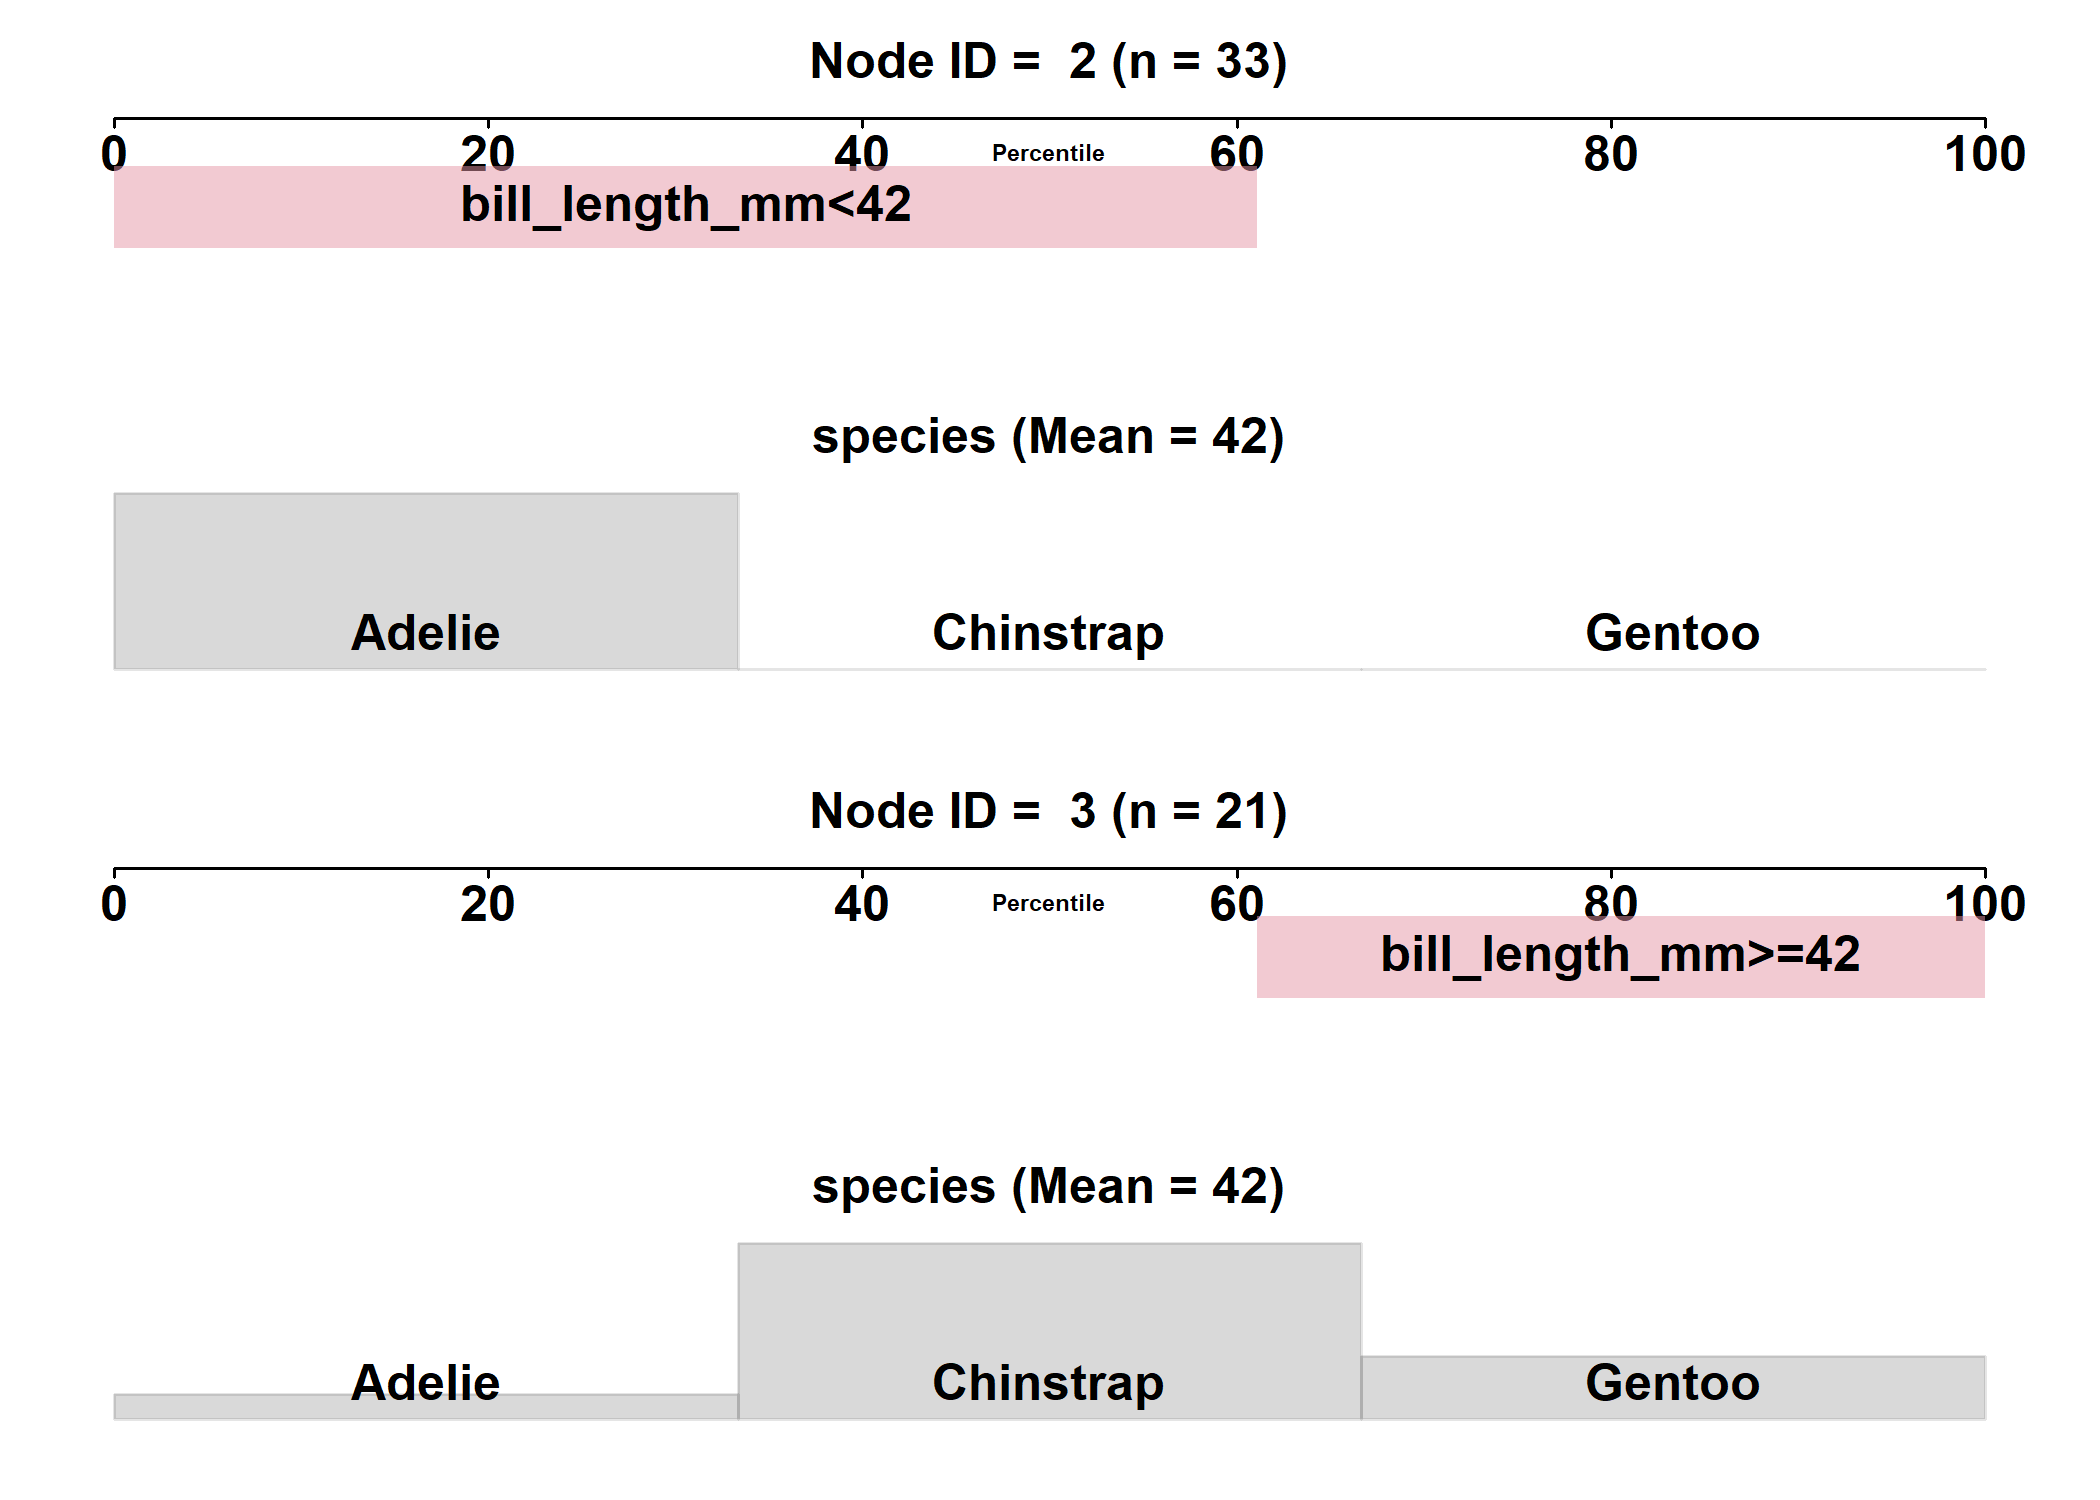 Node ID =  2 (n = 33)
0 20 40 Percentile 60 80 100
bill_length_mm<42
species (Mean = 42)
Adelie Chinstrap Gentoo
Node ID =  3 (n = 21)
0 20 40 Percentile 60 80 100
bill_length_mm>=42
species (Mean = 42)
Adelie Chinstrap Gentoo